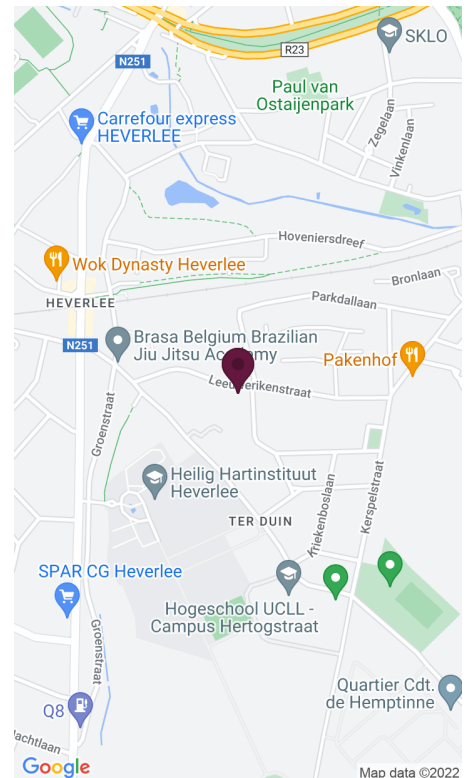 SKLO
N251
R23
Paul van
Ostaijenpark
Zegelaan
Vinkenlaan
Carrefour express
HEVERLEE
Hoveniersdreef
Wok Dynasty Heverlee
Bronlaan
HEVERLEE
Parkdallaan
N251
Brasa Belgium Brazilian
Jiu Jitsu Academy
Pakenhof
Leeuwerikenstraat
Groenstraat
Heilig Hartinstituut
Heverlee
TER DUIN
Kriekenboslaan
Kerspelstraat
SPAR CG Heverlee
Hogeschool UCLL -
Campus Hertogstraat
Groenstraat
Quartier Cdt.
de Hemptinne
Q8
achtlaan
Google
Map data ©2022